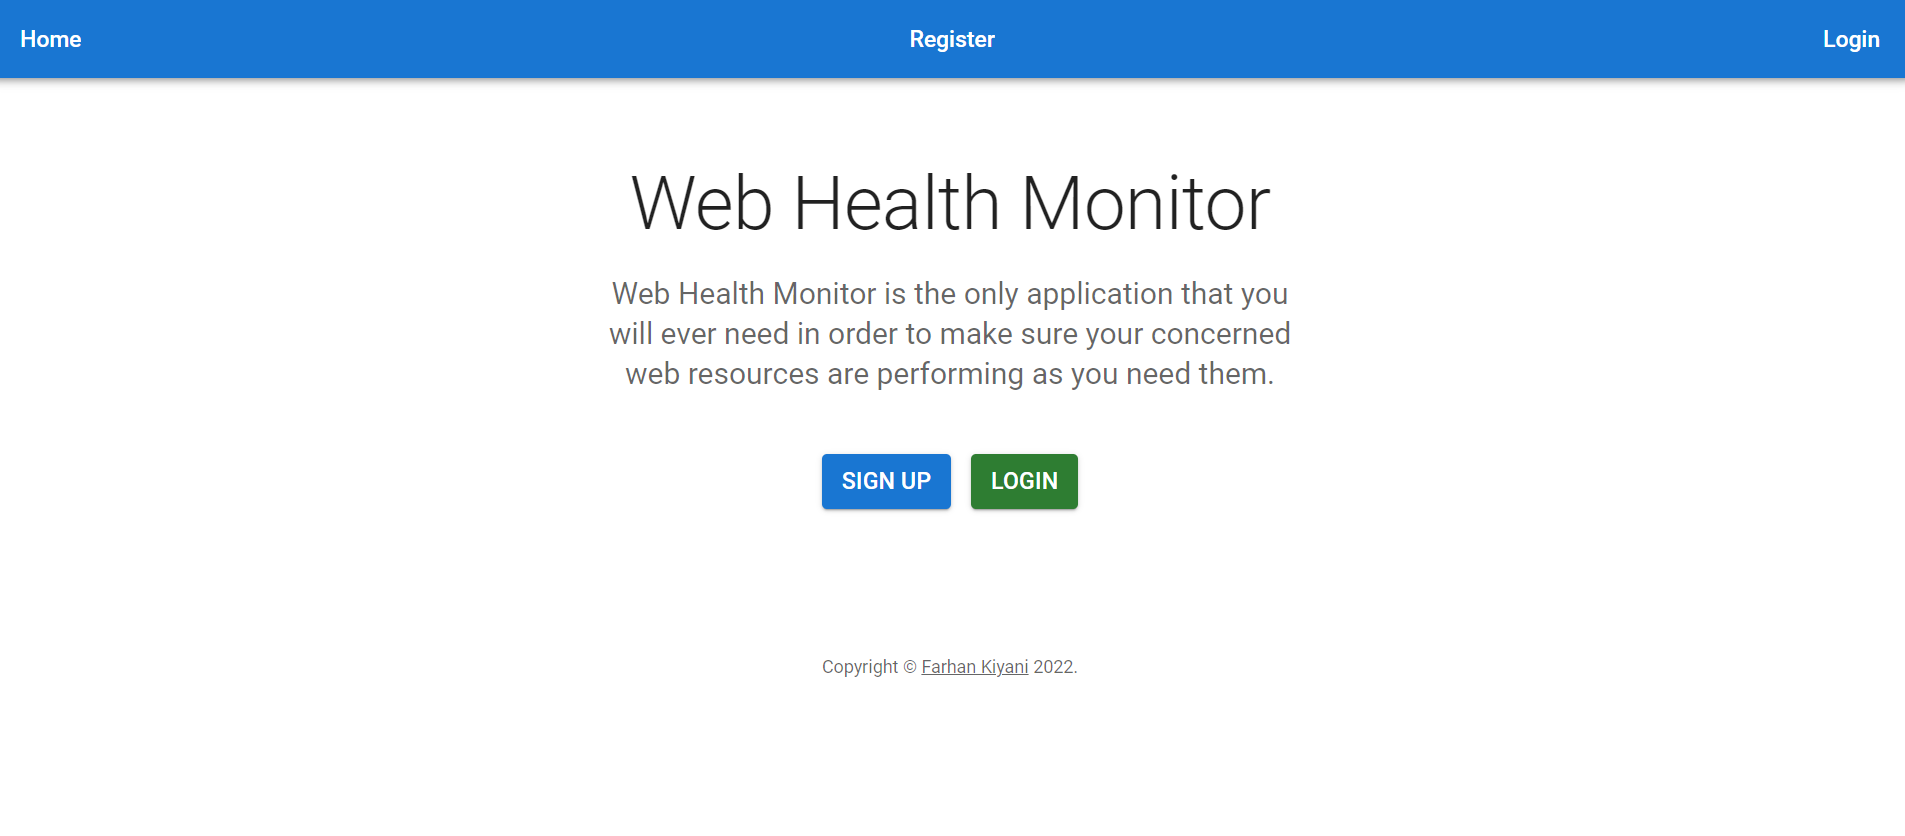 Home
Register
Login
Web Health Monitor
Web Health Monitor is the only application that you
will ever need in order to make sure your concerned
web resources are performing as you need them.
SIGN UP
LOGIN
Copyright © Farhan Kiyani 2022.